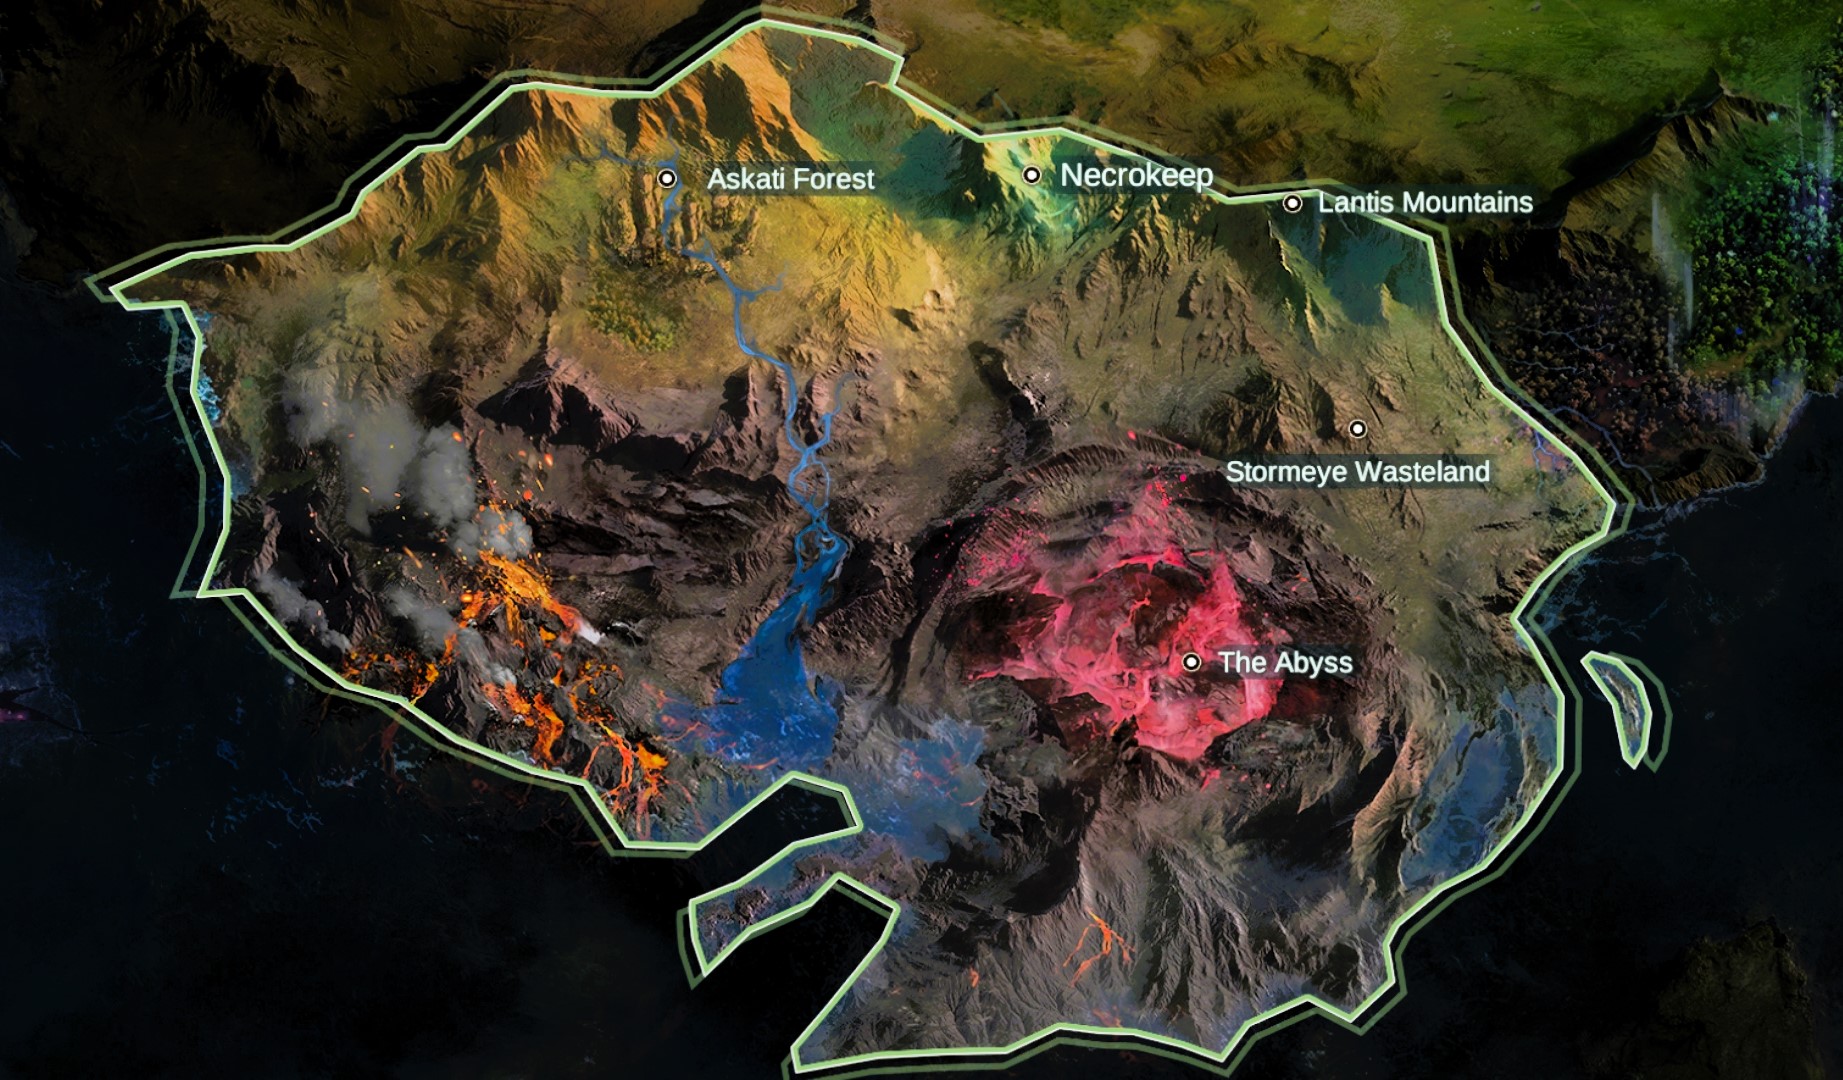 Askati Forest
Necrokeep
Lantis Mountains
Stormeye Wasteland
The Abyss